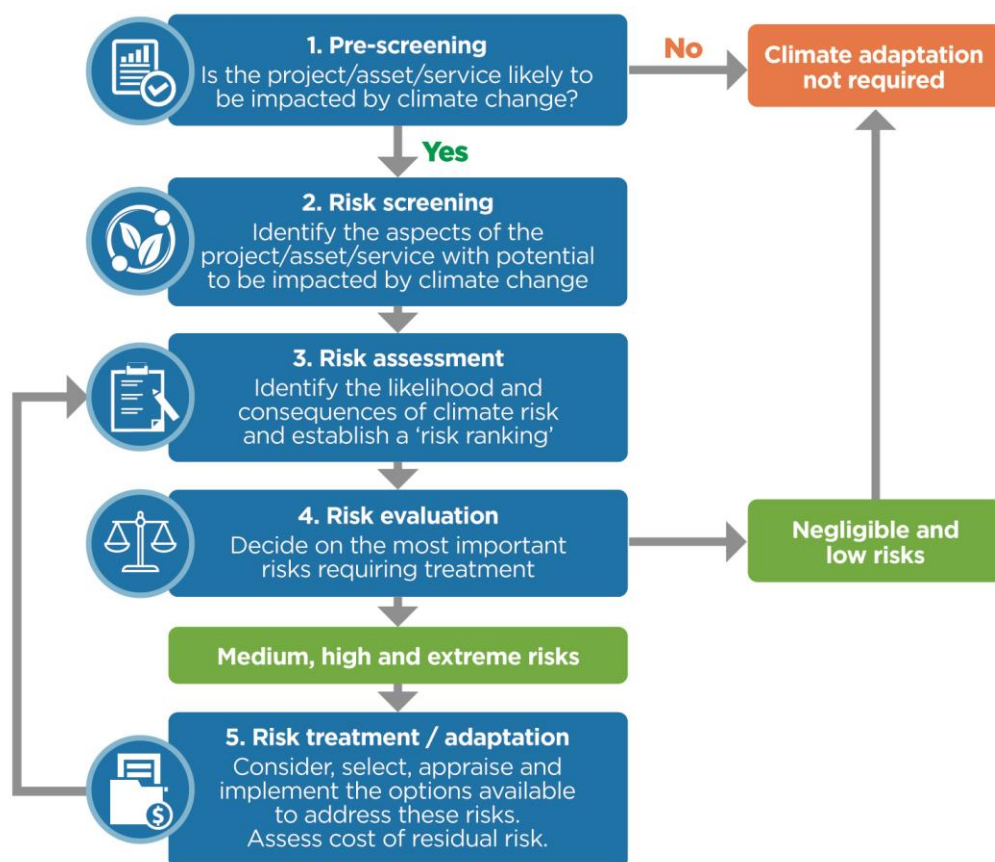 1. Pre-screening
Is the project/asset/service likely to
be impacted by climate change?
No
Climate adaptation
not required
Yes
2. Risk screening
Identify the aspects of the
project/asset/service with potential
to be impacted by climate change
3. Risk assessment
Identify the likelihood and
consequences of climate risk
and establish a ‘risk ranking’
4. Risk evaluation
Decide on the most important
risks requiring treatment
Negligible and
low risks
Medium, high and extreme risks
5. Risk treatment / adaptation
Consider, select, appraise and
implement the options available
to address these risks.
Assess cost of residual risk.
$